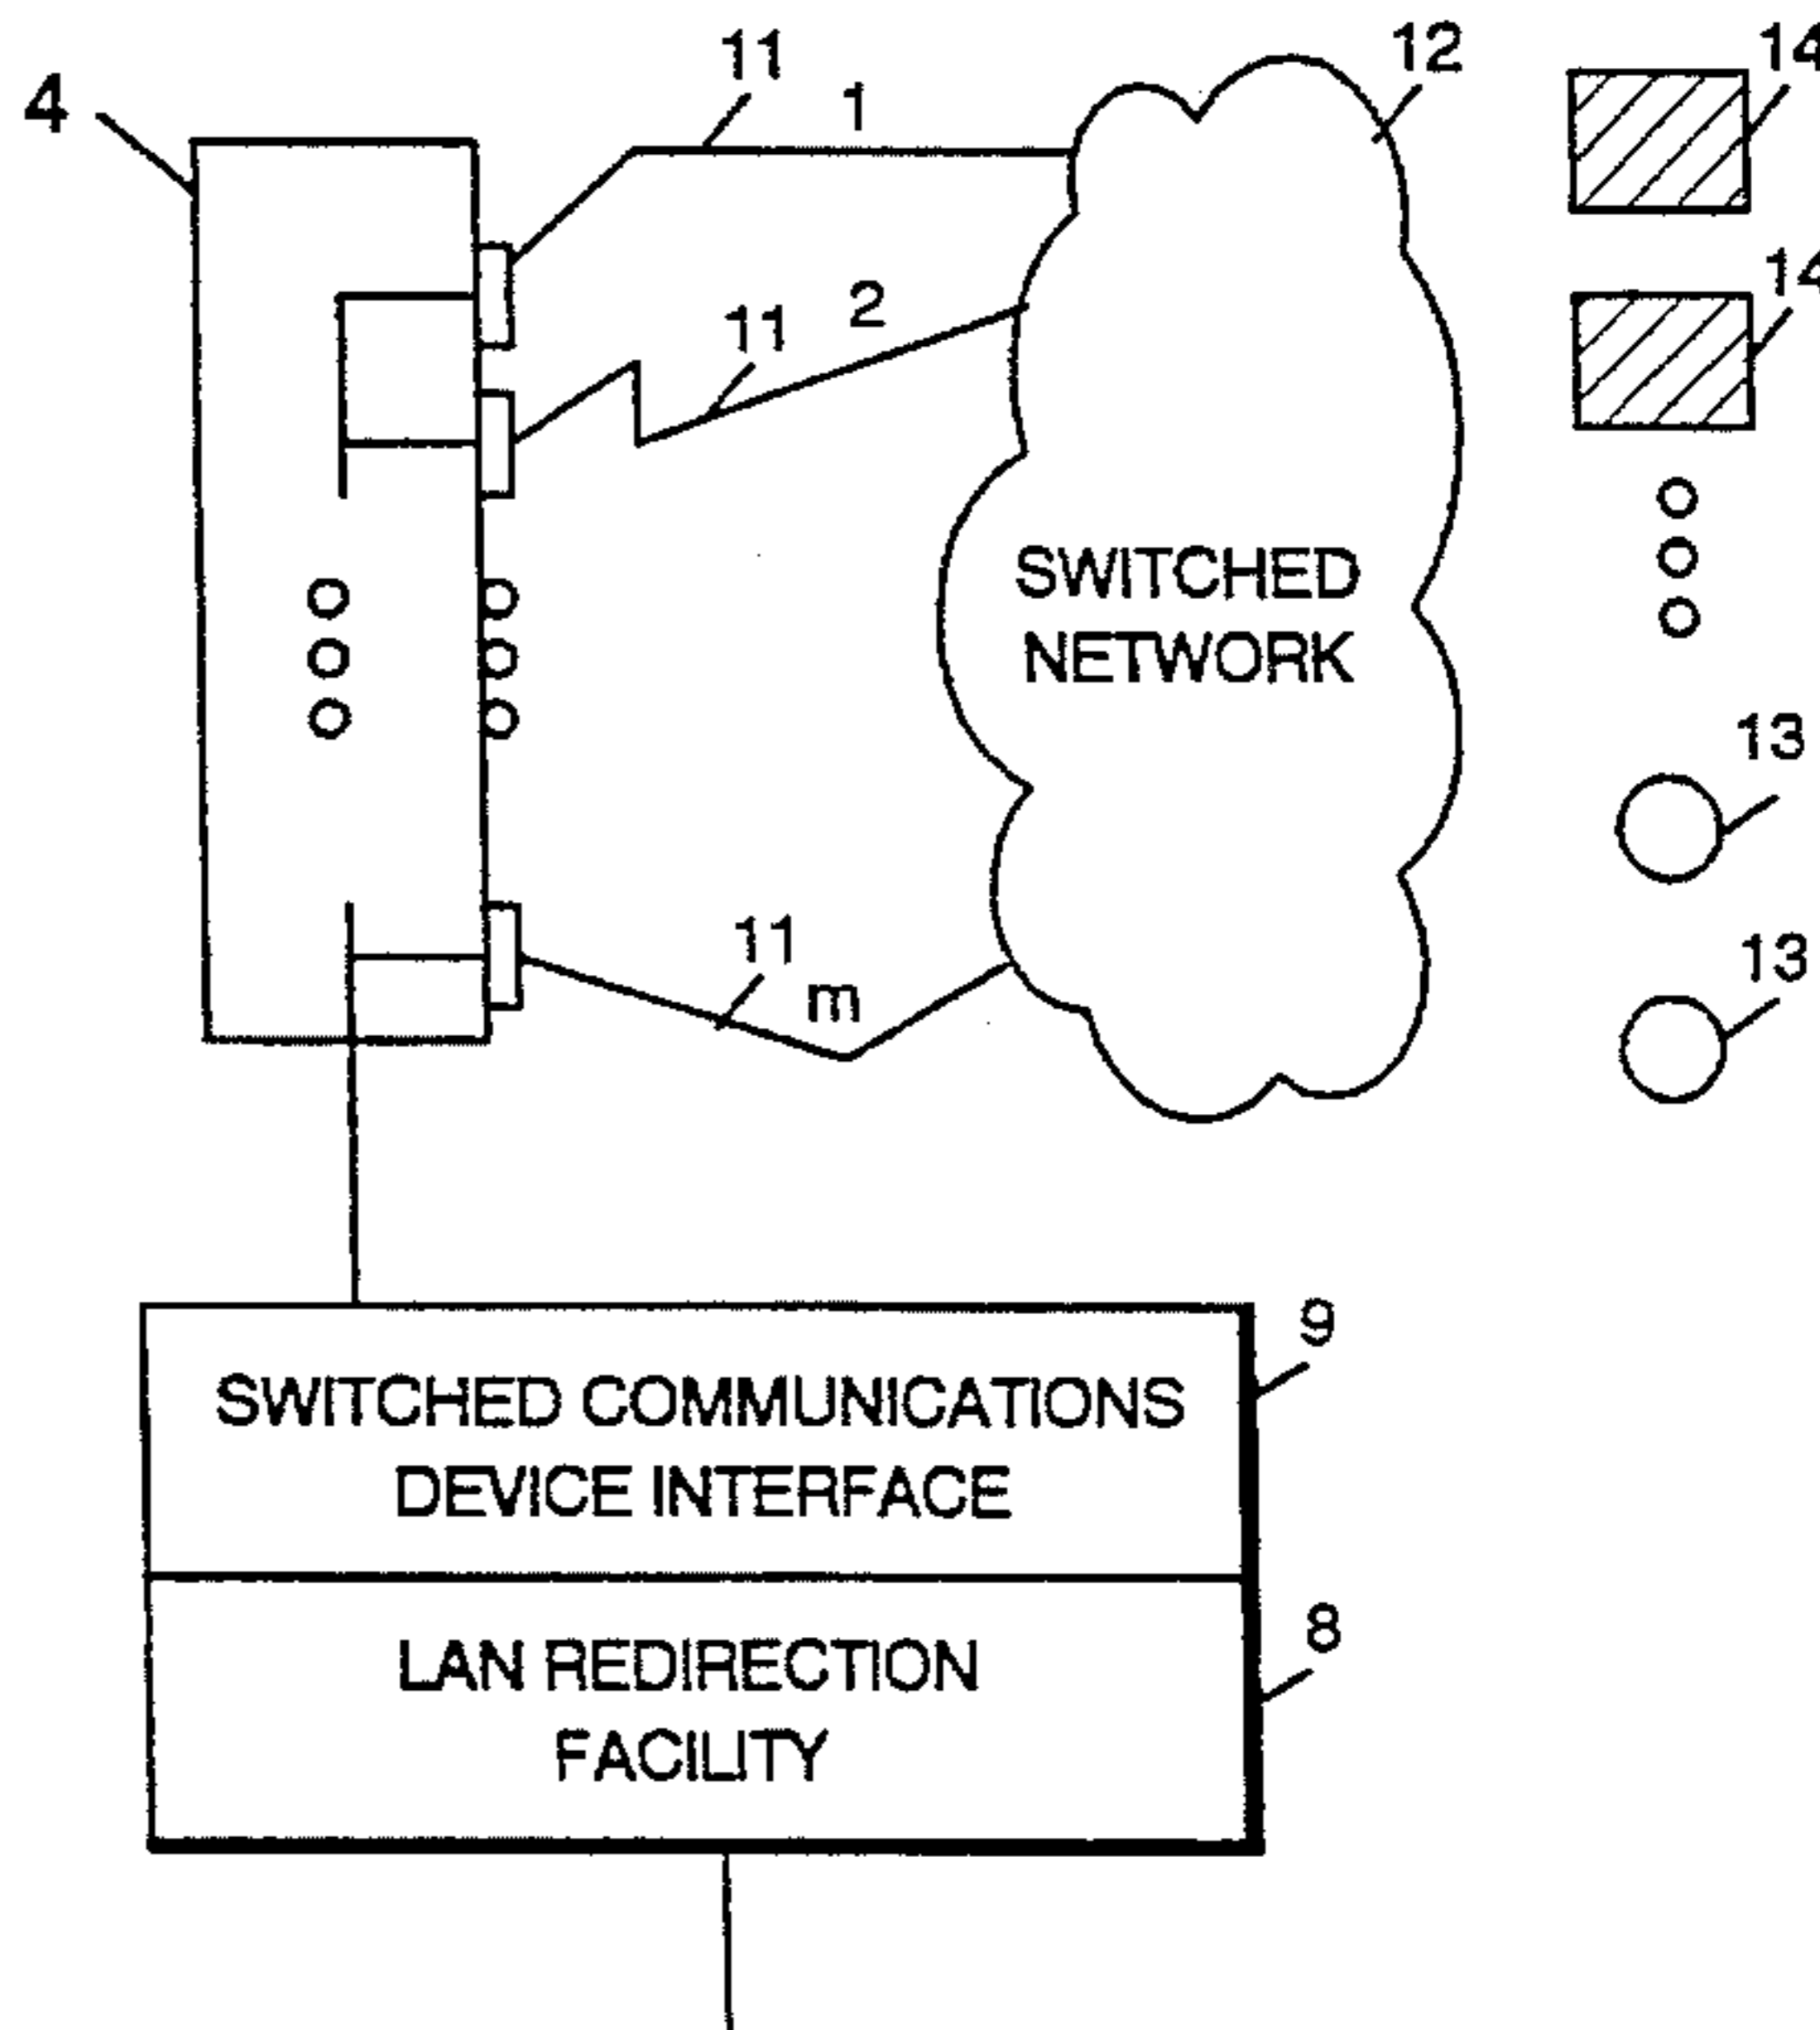 11
12
14
4
1
14
2
11
SWITCHED
NETWORK
13
11
13
m
9
SWITCHED COMMUNICATIONS
DEVICE INTERFACE
8
LAN REDIRECTION
FACILITY